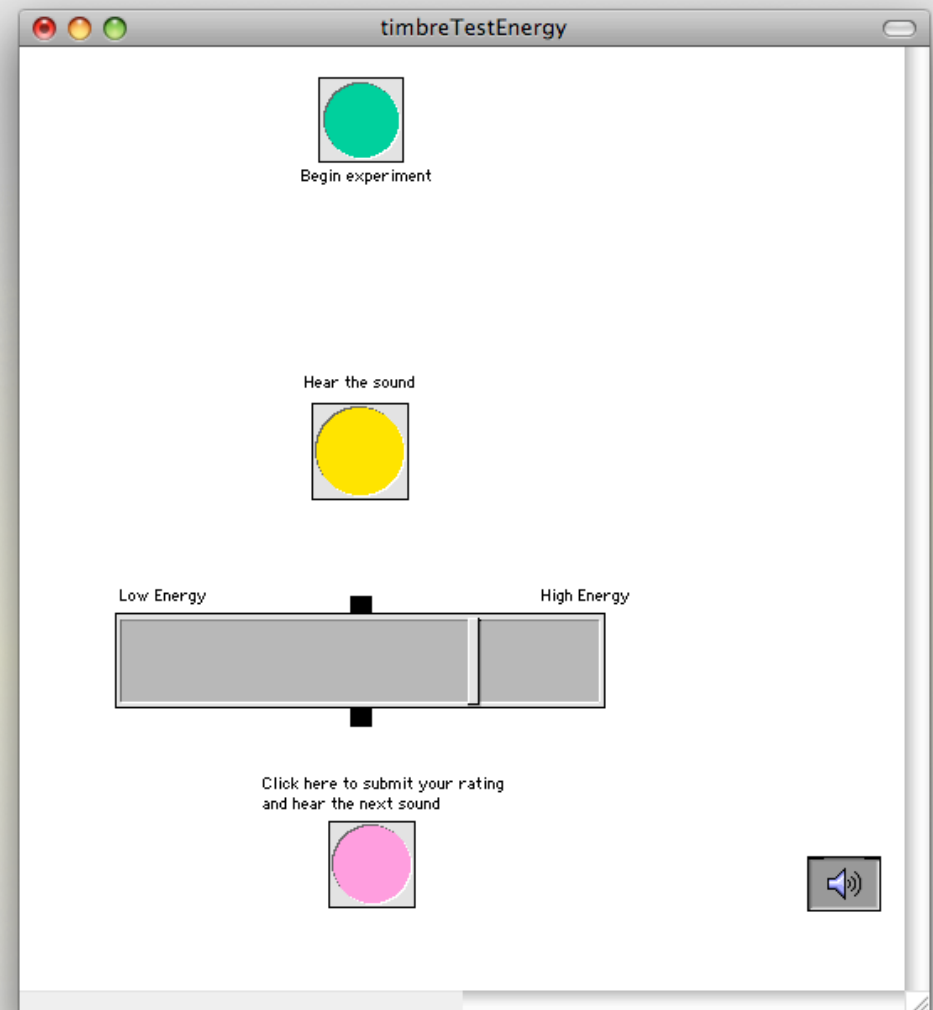 timbreTestEnergy
Begin experiment
Hear the sound
Low Energy
High Energy
Click here to submit your rating
and hear the next sound